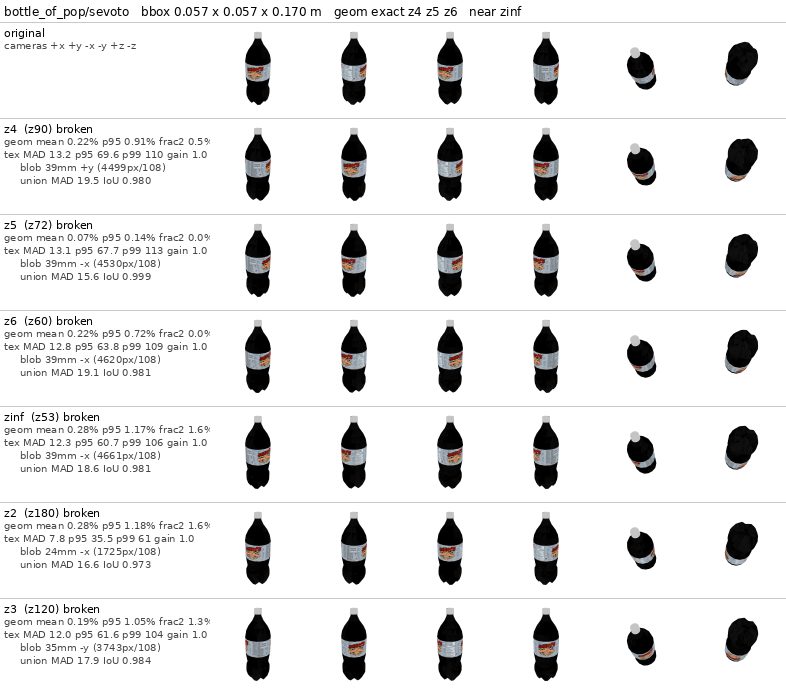 bottle_of_pop/sevoto bbox 0.057 x 0.057 x 0.170 m geom exact z4 z5 z6 near zinf
original
cameras +x +y -x -y +z -z
z4 (z90) broken
geom mean 0.22% p95 0.91% frac2 0.5%
tex MAD 13.2 p95 69.6 p99 110 gain 1.0
blob 39mm +y (4499px/108)
union MAD 19.5 IoU 0.980
z5 (z72) broken
geom mean 0.07% p95 0.14% frac2 0.0%
tex MAD 13.1 p95 67.7 p99 113 gain 1.0
blob 39mm -x (4530px/108)
union MAD 15.6 IoU 0.999
z6 (z60) broken
geom mean 0.22% p95 0.72% frac2 0.0%
tex MAD 12.8 p95 63.8 p99 109 gain 1.0
blob 39mm -x (4620px/108)
union MAD 19.1 IoU 0.981
zinf (z53) broken
geom mean 0.28% p95 1.17% frac2 1.6%
tex MAD 12.3 p95 60.7 p99 106 gain 1.0
blob 39mm -x (4661px/108)
union MAD 18.6 IoU 0.981
z2 (z180) broken
geom mean 0.28% p95 1.18% frac2 1.6%
tex MAD 7.8 p95 35.5 p99 61 gain 1.0
blob 24mm -x (1725px/108)
union MAD 16.6 IoU 0.973
z3 (z120) broken
geom mean 0.19% p95 1.05% frac2 1.3%
tex MAD 12.0 p95 61.6 p99 104 gain 1.0
blob 35mm -y (3743px/108)
union MAD 17.9 IoU 0.984